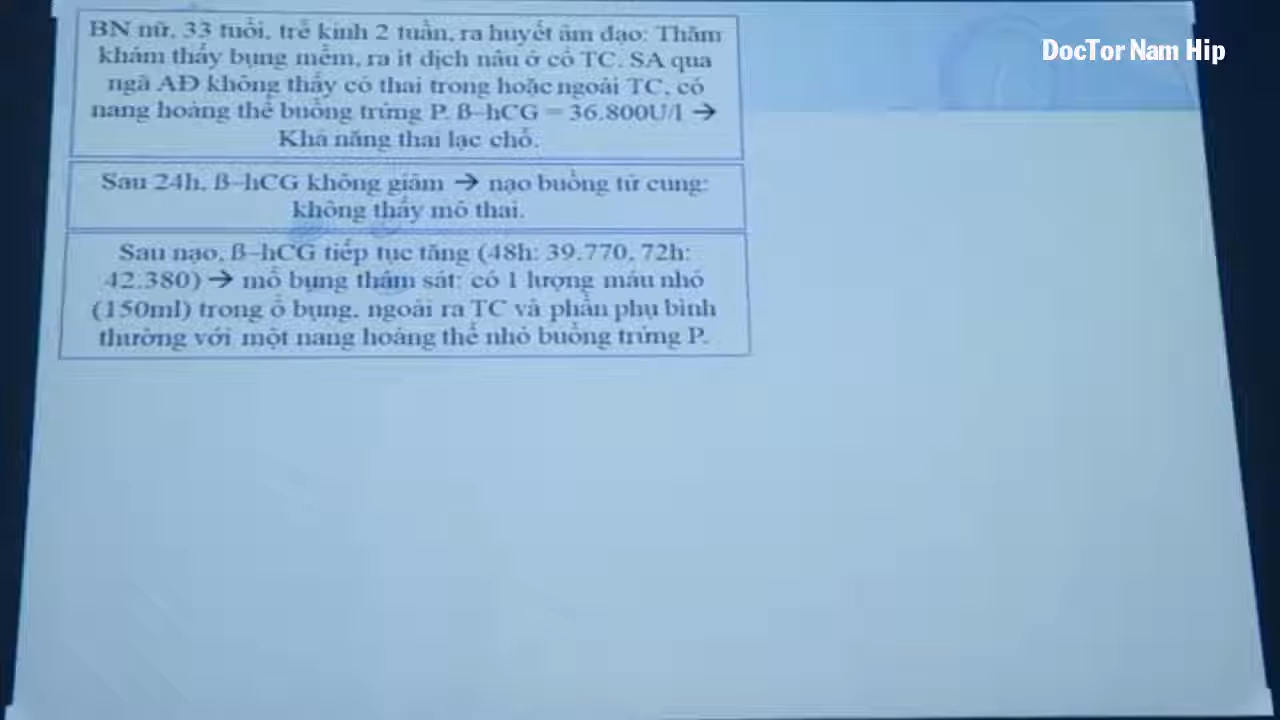 BN nữ, 33 tuổi, trễ kinh 2 tuần, ra huyết âm đạo: Thăm
khám thấy bụng mềm, ra ít dịch nâu ở cổ TC. SA qua
ngã AĐ không thấy có thai trong hoặc ngoài TC, có
nang hoàng thể buồng trứng P. ß–hCG = 36.800U/l →
Khả năng thai lạc chỗ.
Sau 24h, ß–hCG không giảm → nạo buồng tử cung:
không thấy mô thai.
Sau nạo, ß–hCG tiếp tục tăng (48h: 39.770, 72h:
42.380) → mổ bụng thám sát: có 1 lượng máu nhỏ
(150ml) trong ổ bụng, ngoài ra TC và phần phụ bình
thường với một nang hoàng thể nhỏ buồng trứng P.
DocTor Nam Hip